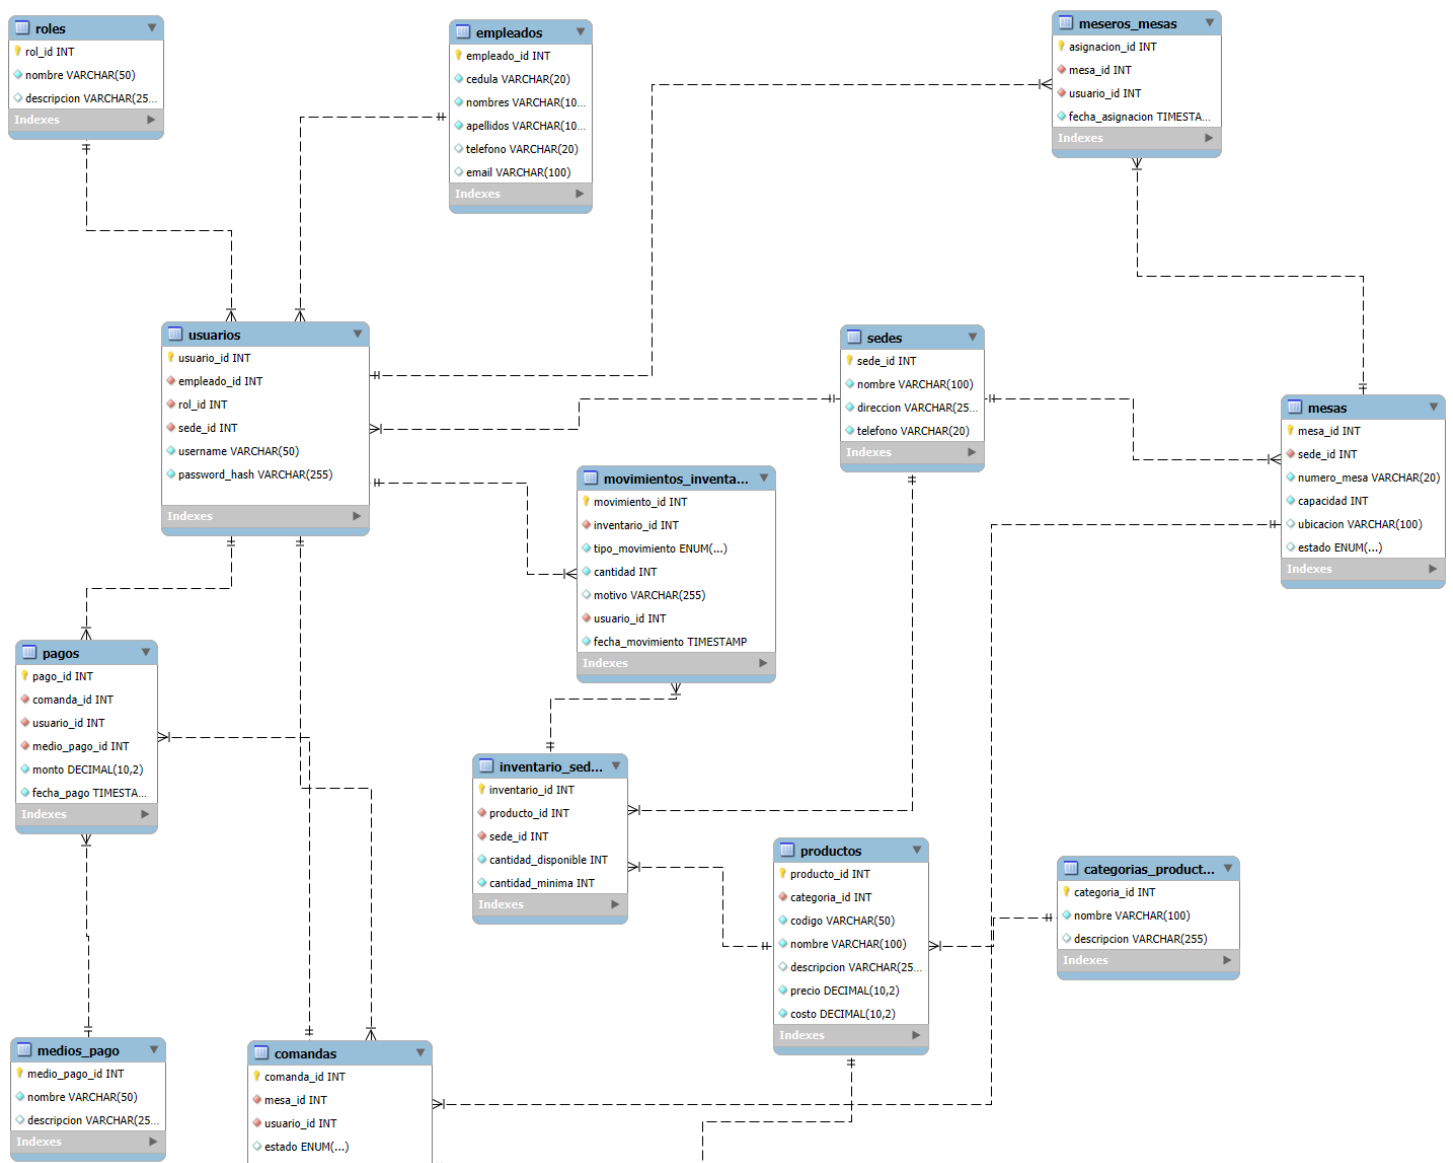 roles
rol_id INT
nombre VARCHAR(50)
descripcion VARCHAR(25...
Indexes
empleados
empleado_id INT
cedula VARCHAR(20)
nombres VARCHAR(10...
apellidos VARCHAR(10...
telefono VARCHAR(20)
email VARCHAR(100)
Indexes
meseros_mesas
asignacion_id INT
mesa_id INT
usuario_id INT
fecha_asignacion TIMESTA...
Indexes
usuarios
usuario_id INT
empleado_id INT
rol_id INT
sede_id INT
username VARCHAR(50)
password_hash VARCHAR(255)
Indexes
sedes
sede_id INT
nombre VARCHAR(100)
direccion VARCHAR(25...
telefono VARCHAR(20)
Indexes
mesas
mesa_id INT
sede_id INT
numero_mesa VARCHAR(20)
capacidad INT
ubicacion VARCHAR(100)
estado ENUM(...)
Indexes
movimientos_inventa...
movimiento_id INT
inventario_id INT
tipo_movimiento ENUM(...)
cantidad INT
motivo VARCHAR(255)
usuario_id INT
fecha_movimiento TIMESTAMP
Indexes
pagos
pago_id INT
comanda_id INT
usuario_id INT
medio_pago_id INT
monto DECIMAL(10,2)
fecha_pago TIMESTA...
Indexes
inventario_sed...
inventario_id INT
producto_id INT
sede_id INT
cantidad_disponible INT
cantidad_minima INT
Indexes
productos
producto_id INT
categoria_id INT
codigo VARCHAR(50)
nombre VARCHAR(100)
descripcion VARCHAR(25...
precio DECIMAL(10,2)
costo DECIMAL(10,2)
Indexes
categorias_product...
categoria_id INT
nombre VARCHAR(100)
descripcion VARCHAR(255)
Indexes
medios_pago
medio_pago_id INT
nombre VARCHAR(50)
descripcion VARCHAR(25...
Indexes
comandas
comanda_id INT
mesa_id INT
usuario_id INT
estado ENUM(...)